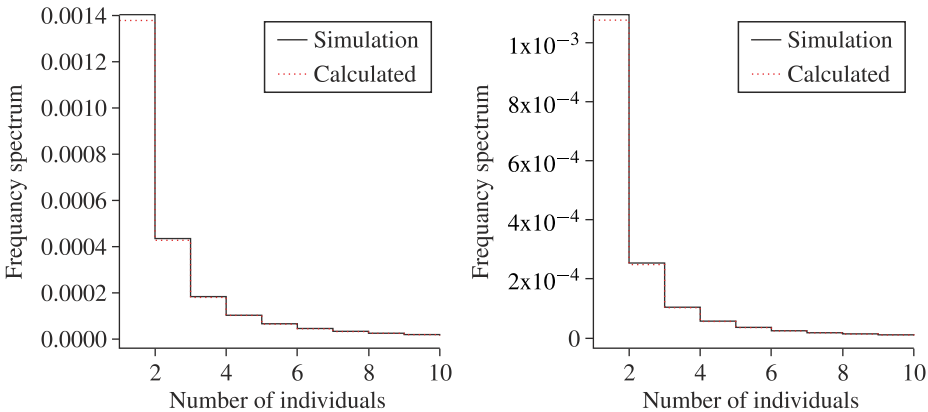 0.0014
0.0012
0.0010
0.0008
0.0006
0.0004
0.0002
0.0000
Frequancy spectrum
Simulation
Calculated
2 4 6 8 10
Number of individuals
1x10−3
8x10−4
6x10−4
4x10−4
2x10−4
0
Frequancy spectrum
Simulation
Calculated
2 4 6 8 10
Number of individuals